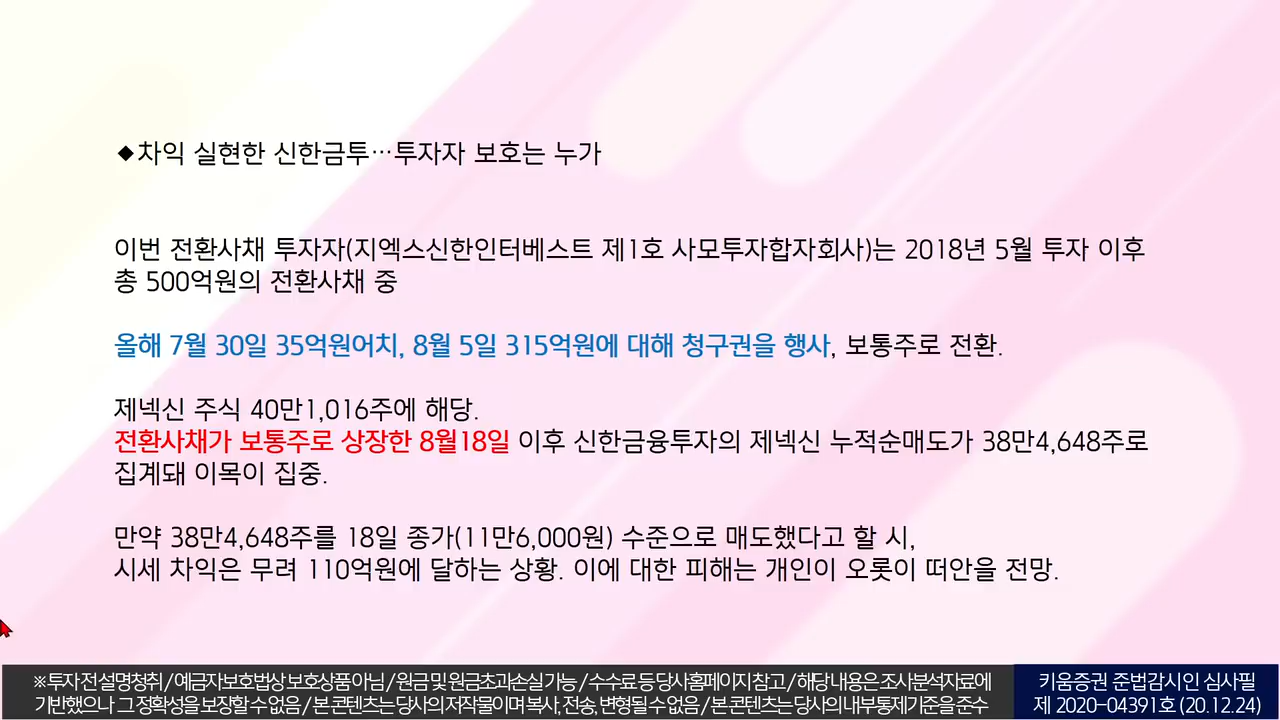 ◆차익 실현한 신한금투…투자자 보호는 누가
이번 전환사채 투자자(지엑스신한인터베스트 제1호 사모투자합자회사)는 2018년 5월 투자 이후
총 500억원의 전환사채 중
올해 7월 30일 35억원어치, 8월 5일 315억원에 대해 청구권을 행사, 보통주로 전환.
제넥신 주식 40만1,016주에 해당.
전환사채가 보통주로 상장한 8월18일 이후 신한금융투자의 제넥신 누적순매도가 38만4,648주로
집계돼 이목이 집중.
만약 38만4,648주를 18일 종가(11만6,000원) 수준으로 매도했다고 할 시,
시세 차익은 무려 110억원에 달하는 상황. 이에 대한 피해는 개인이 오롯이 떠안을 전망.
※투자 전 설명청취 / 예금자보호법상 보호상품 아님 / 원금 및 원금초과손실 가능 / 수수료 등 당사홈페이지 참고 / 해당 내용은 조사분석자료에
기반했으나 그 정확성을 보장할 수 없음 / 본 콘텐츠는 당사의 저작물이며 복사, 전송, 변형될 수 없음 / 본 콘텐츠는 당사의 내부통제기준을 준수
키움증권 준법감시인 심사필
제 2020-04391호 (20.12.24)